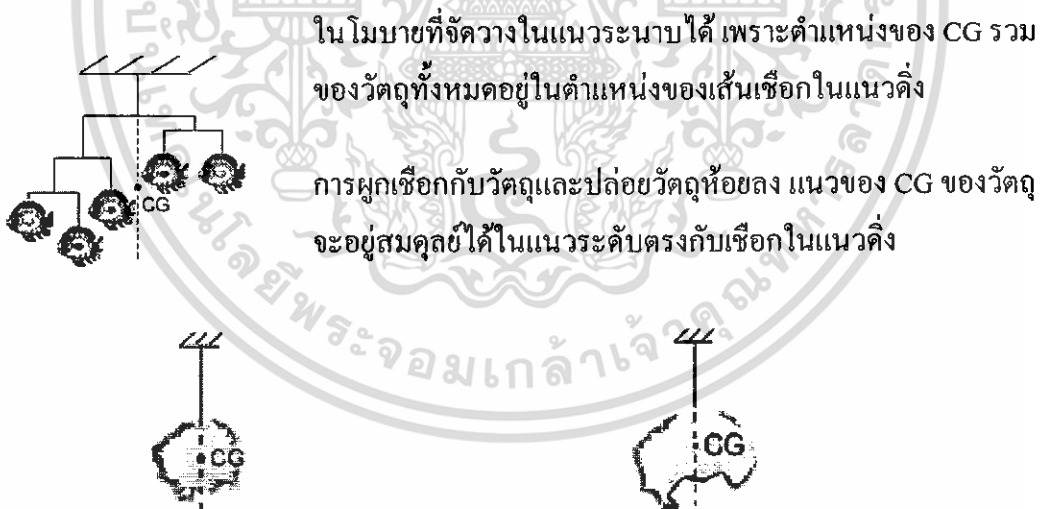 ในโมบายที่จัดวางในแนวระนาบได้ เพราะตำแหน่งของ CG รวม
ของวัตถุทั้งหมดอยู่ในตำแหน่งของเส้นเชือกในแนวดิ่ง
การผูกเชือกกับวัตถุและปล่อยวัตถุห้อยลง แนวของ CG ของวัตถุ
จะอยู่สมดุลย์ได้ในแนวระดับตรงกับเชือกในแนวดิ่ง
CG
CG
CG